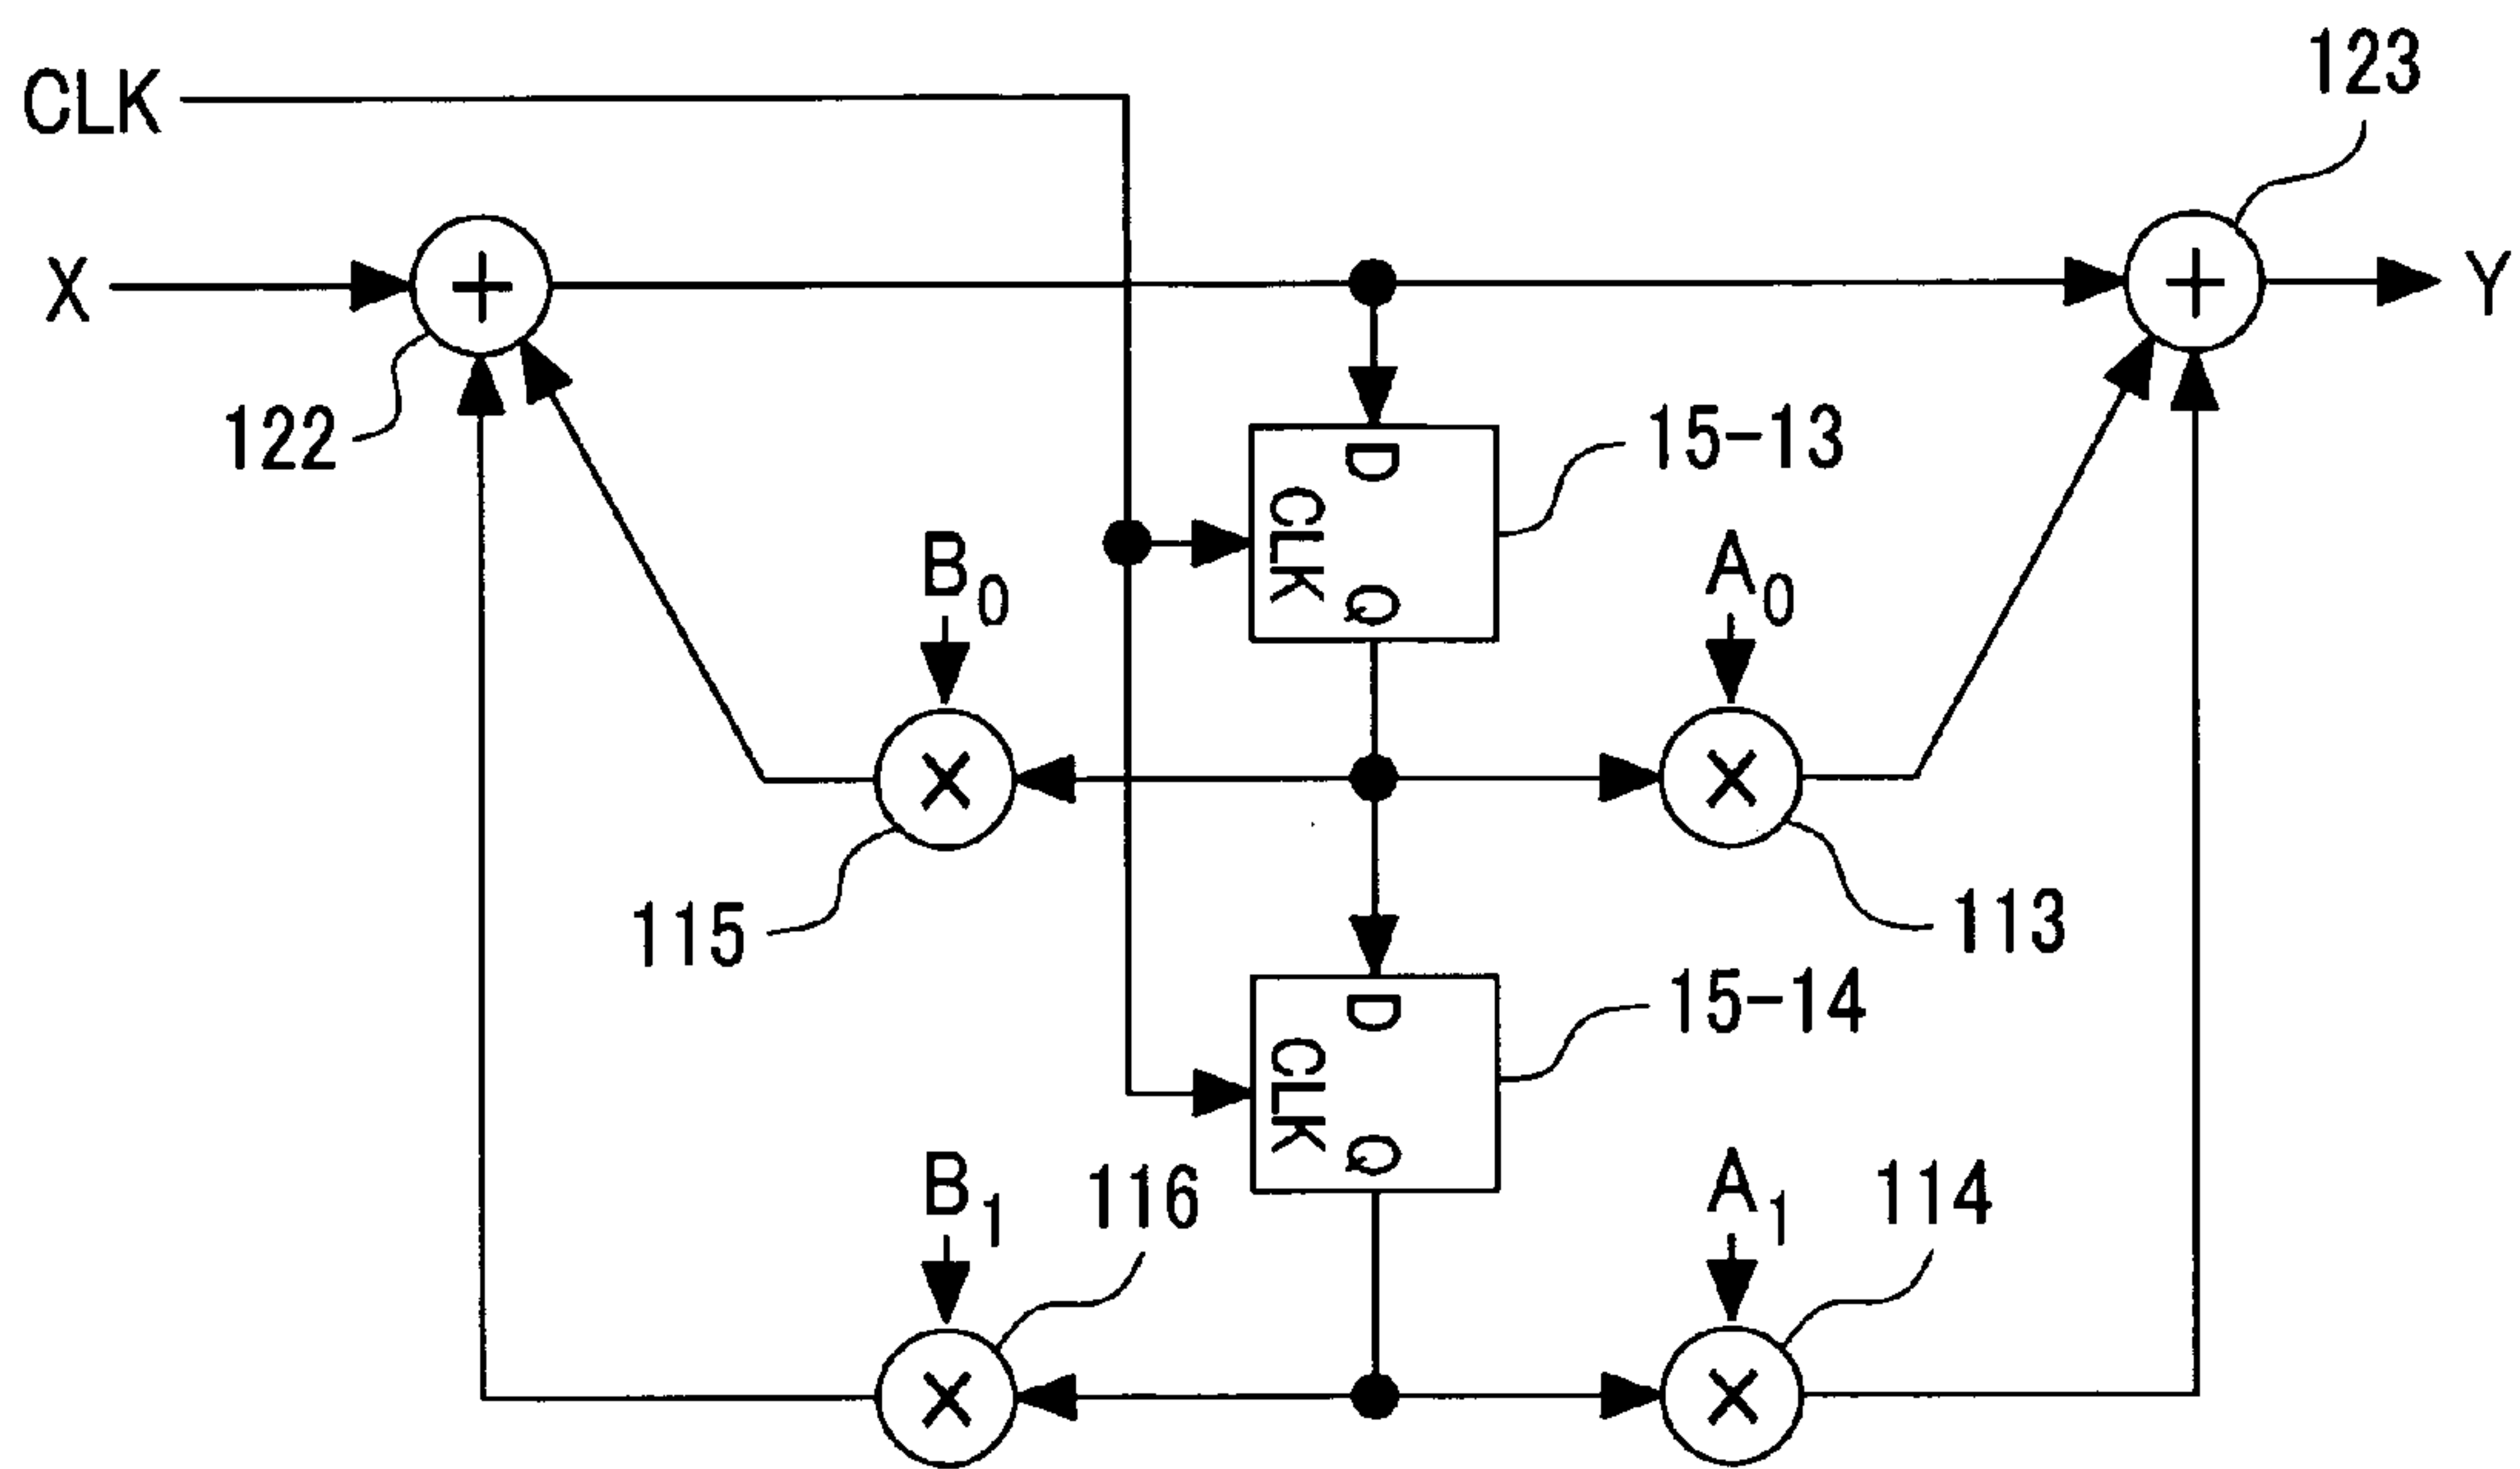 123
CLK
X
+
+
Y
122
D
CLK
Q
15-13
B0
A0
×
×
115
113
D
CLK
Q
15-14
B1
116
A1
114
×
×